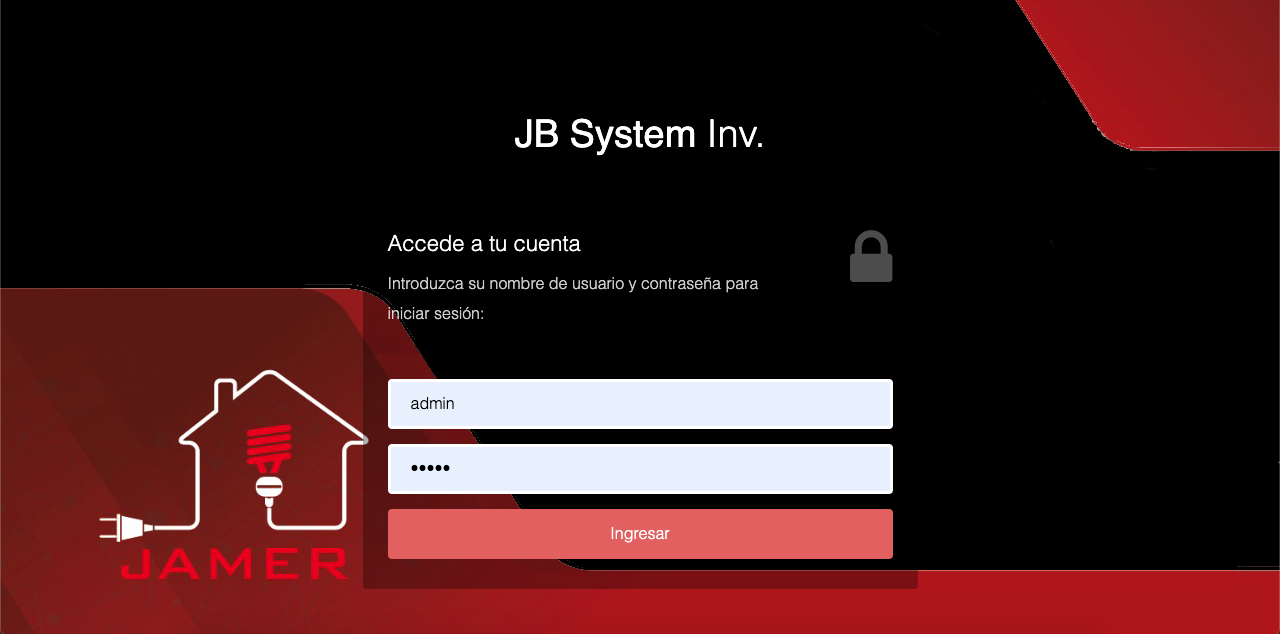 JB System Inv.
Accede a tu cuenta
Introduzca su nombre de usuario y contraseña para
iniciar sesión:
admin
•••••
Ingresar
JAMER